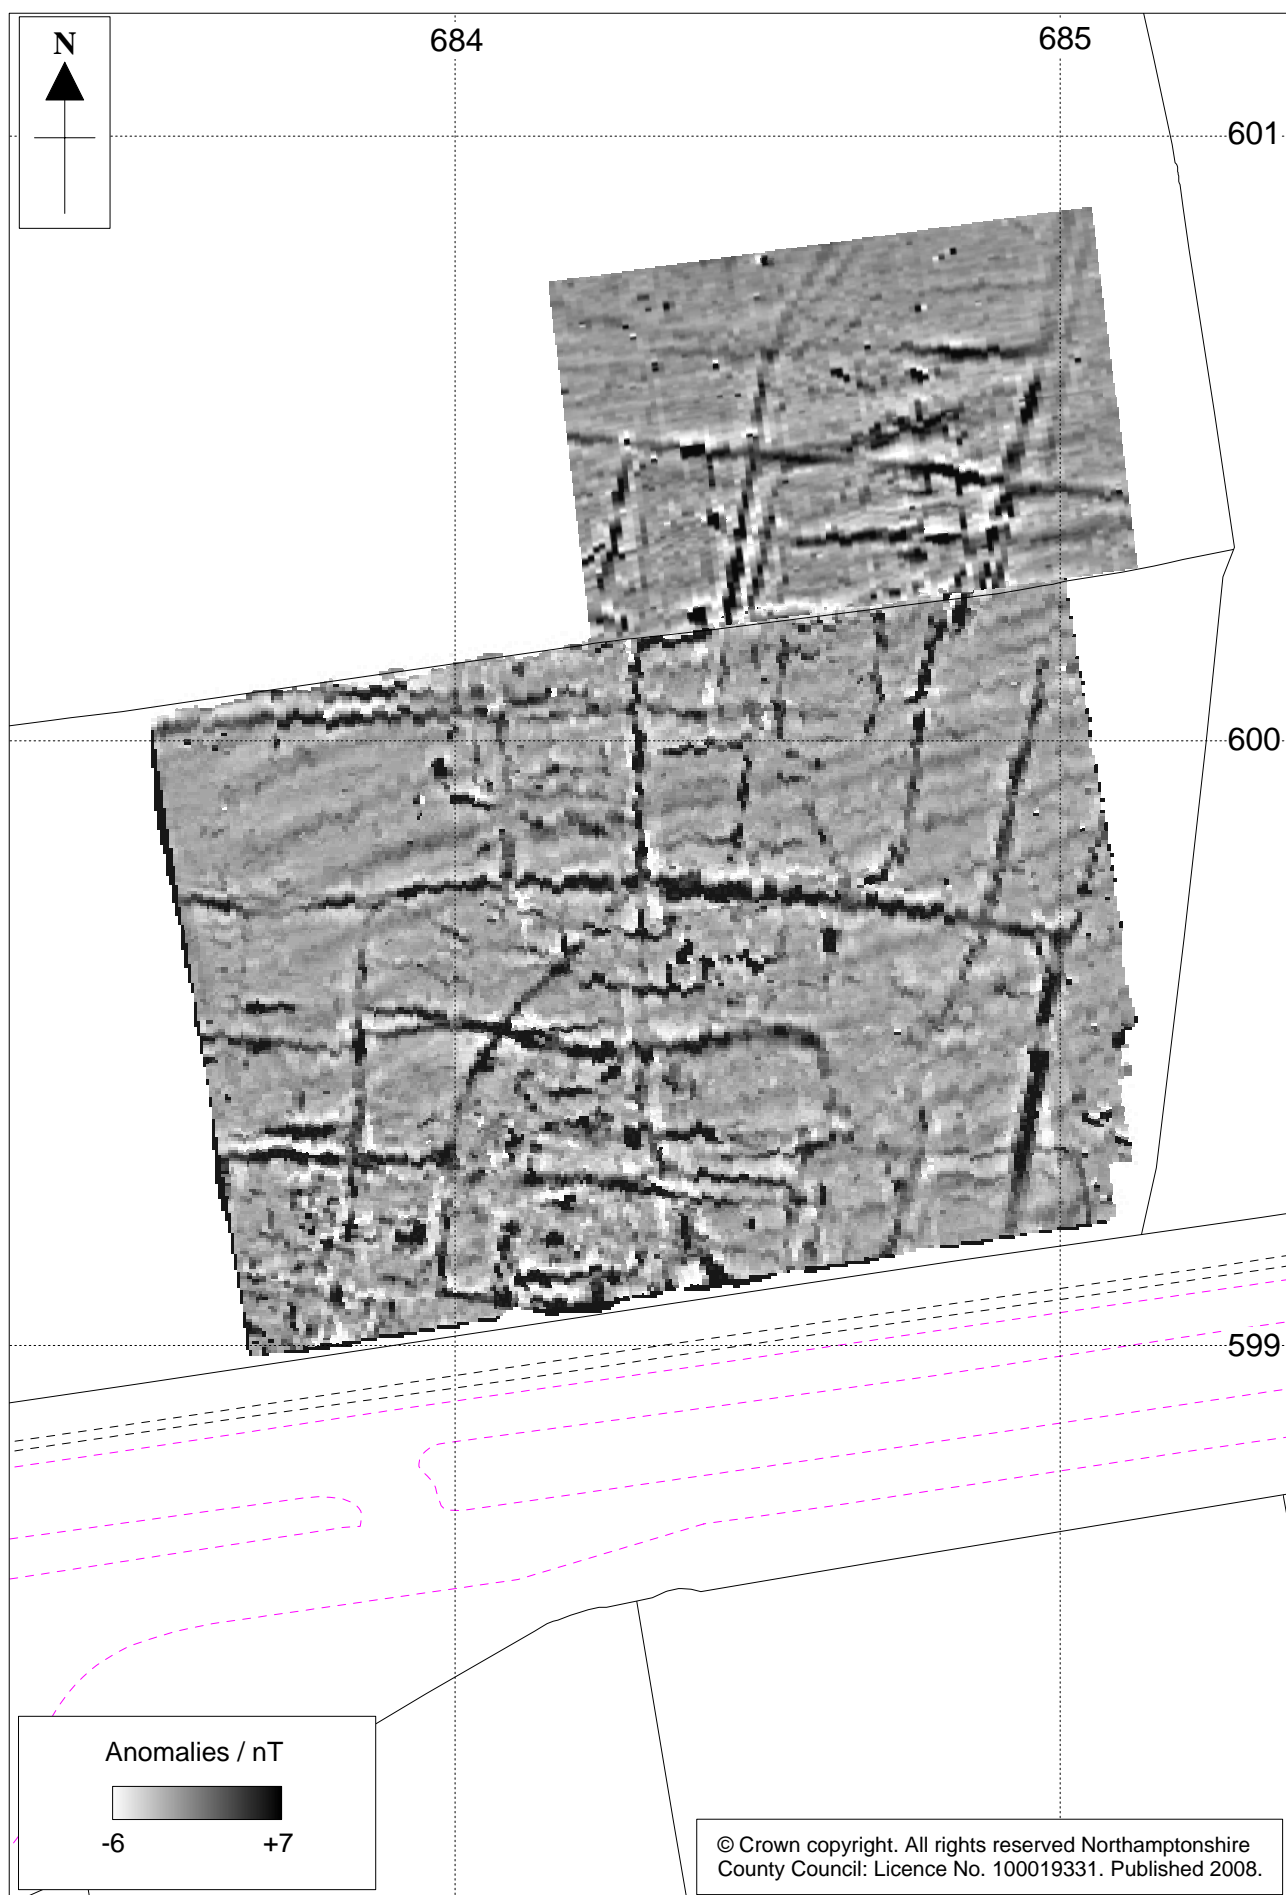 N
684
685
601
600
599
Anomalies / nT
-6
+7
© Crown copyright. All rights reserved Northamptonshire
County Council: Licence No. 100019331. Published 2008.